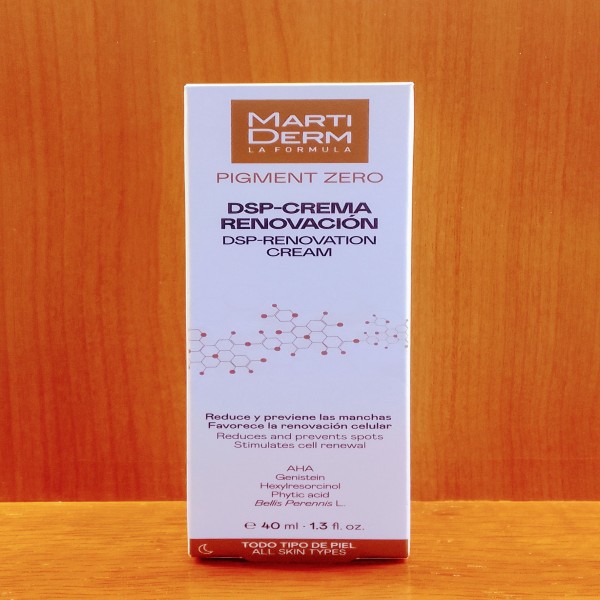 MARTI
DERM
LA FORMULA
PIGMENT ZERO
DSP-CREMA
RENOVACIÓN
DSP-RENOVATION
CREAM
Reduce y previene las manchas
Favorece la renovación celular
Reduces and prevents spots
Stimulates cell renewal
AHA
Genistein
Hexylresorcinol
Phytic acid
Bellis Perennis L.
℮ 40 ml · 1.3 fl. oz.
TODO TIPO DE PIEL
ALL SKIN TYPES